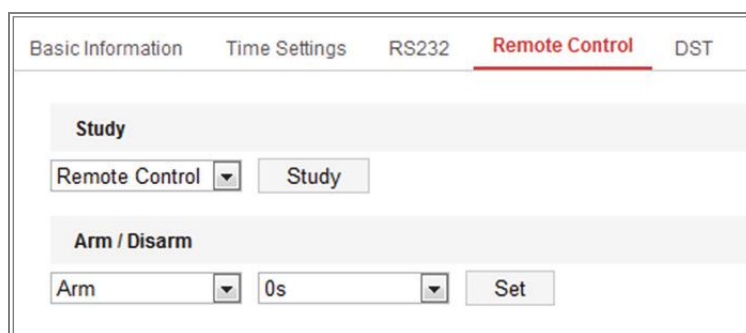 Basic Information Time Settings RS232 Remote Control DST
Study
Remote Control Study
Arm / Disarm
Arm 0s Set